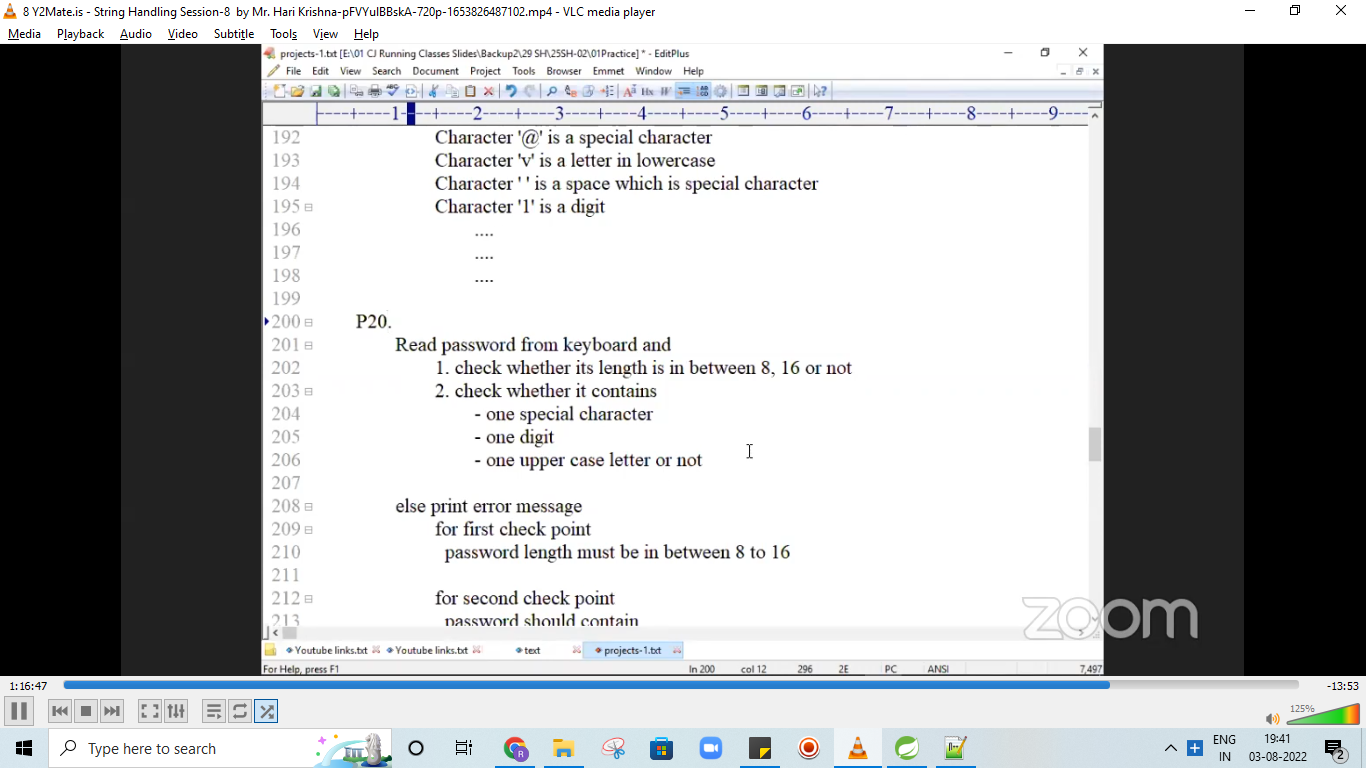 8 Y2Mate.is - String Handling Session-8  by Mr. Hari Krishna-pFVYulBBskA-720p-1653826487102.mp4 - VLC media player
Media Playback Audio Video Subtitle Tools View Help
projects-1.txt [E:\01 CJ Running Classes Slides\Backup2\29 SH\25SH-02\01Practice] * - EditPlus
File Edit View Search Document Project Tools Browser Emmet Window Help
----+----1----+----2----+----3----+----4----+----5----+----6----+----7----+----8----+----9----
192 Character '@' is a special character
193 Character 'v' is a letter in lowercase
194 Character ' ' is a space which is special character
195 Character '1' is a digit
196 ....
197 ....
198 ....
199
200 P20.
201 Read password from keyboard and
202 1. check whether its length is in between 8, 16 or not
203 2. check whether it contains
204 - one special character
205 - one digit
206 - one upper case letter or not
207
208 else print error message
209 for first check point
210 password length must be in between 8 to 16
211
212 for second check point
213 password should contain
zoom
Youtube links.txt Youtube links.txt text projects-1.txt
For Help, press F1 ln 200 col 12 296 2E PC ANSI 7,497
1:16:47 -13:53
125%
Type here to search
ENG
IN
19:41
03-08-2022
2